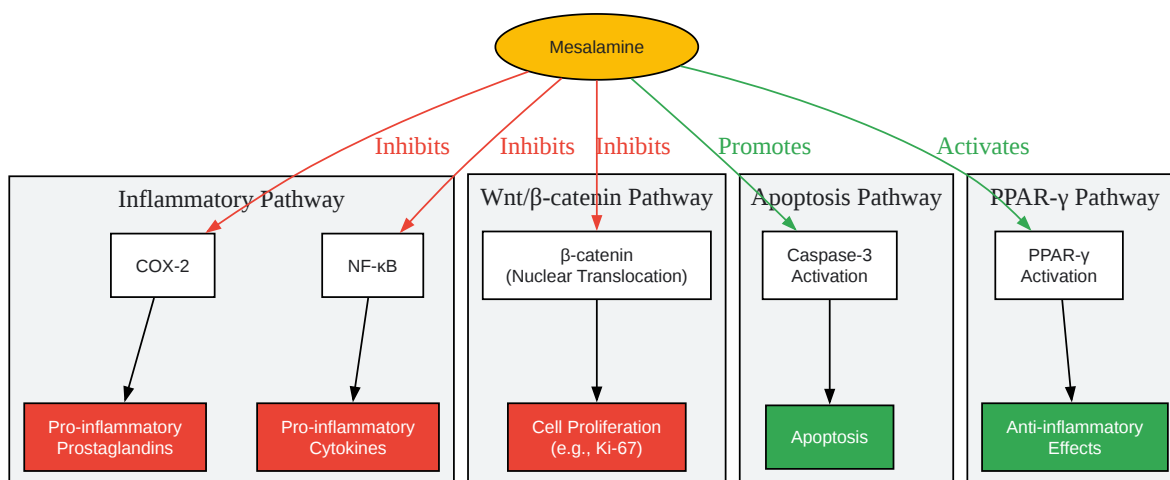 Mesalamine
Inhibits
Inhibits
Inhibits
Promotes
Activates
Inflammatory Pathway
Wnt/β-catenin Pathway
Apoptosis Pathway
PPAR-γ Pathway
COX-2
NF-κB
β-catenin
(Nuclear Translocation)
Caspase-3
Activation
PPAR-γ
Activation
Pro-inflammatory
Prostaglandins
Pro-inflammatory
Cytokines
Cell Proliferation
(e.g., Ki-67)
Apoptosis
Anti-inflammatory
Effects